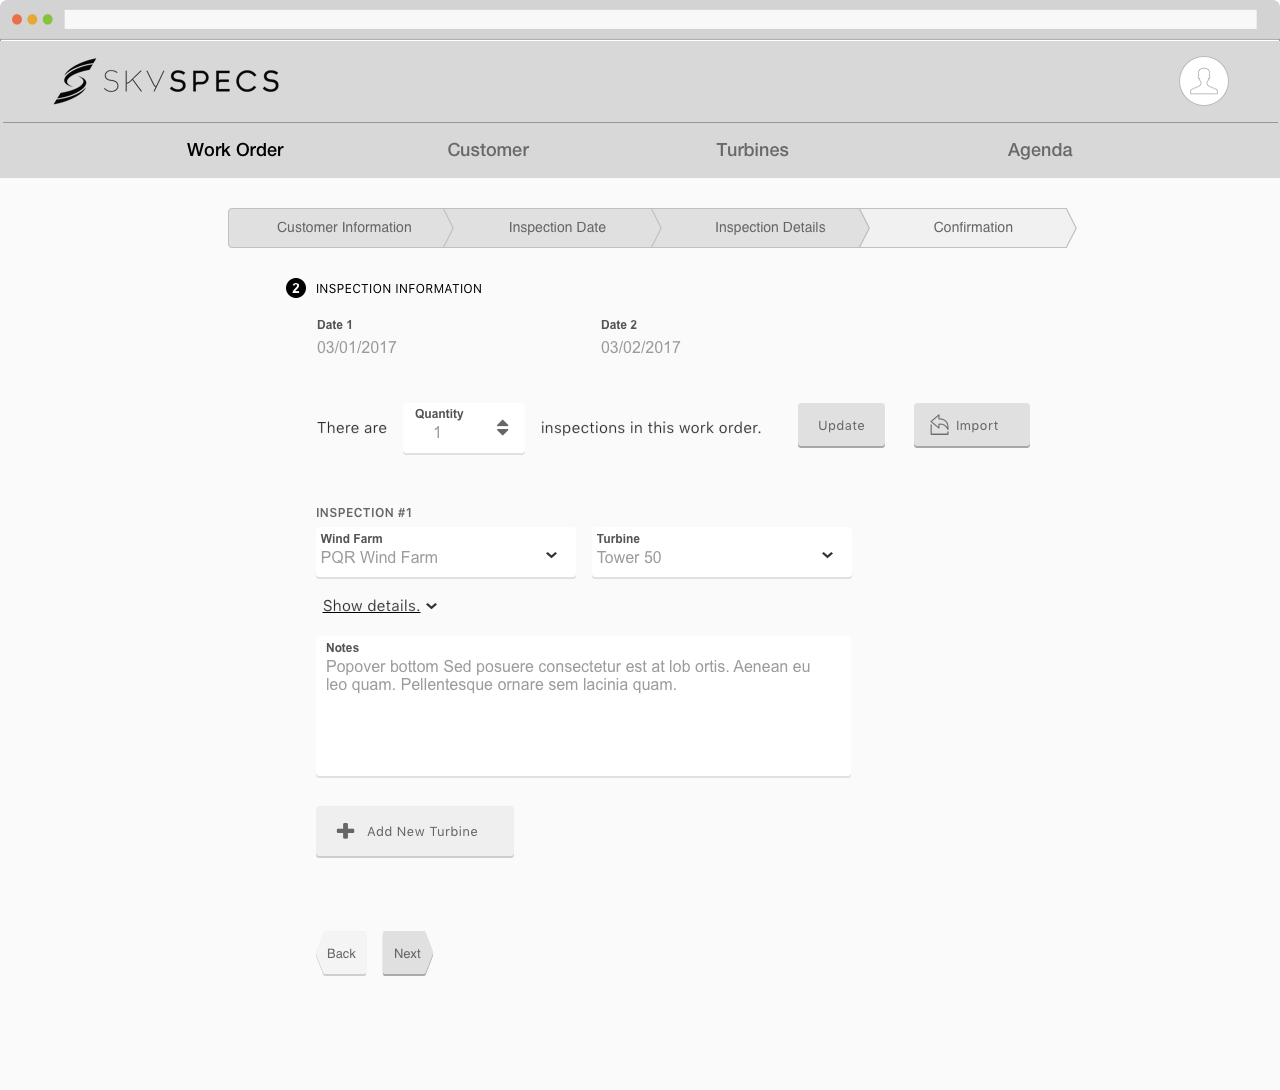 SKYSPECS
Work Order Customer Turbines Agenda
Customer Information Inspection Date Inspection Details Confirmation
2 INSPECTION INFORMATION
Date 1 Date 2
03/01/2017 03/02/2017
Quantity
There are 1 inspections in this work order. Update Import
INSPECTION #1
Wind Farm Turbine
PQR Wind Farm Tower 50
Show details.
Notes
Popover bottom Sed posuere consectetur est at lob ortis. Aenean eu
leo quam. Pellentesque ornare sem lacinia quam.
Add New Turbine
Back Next